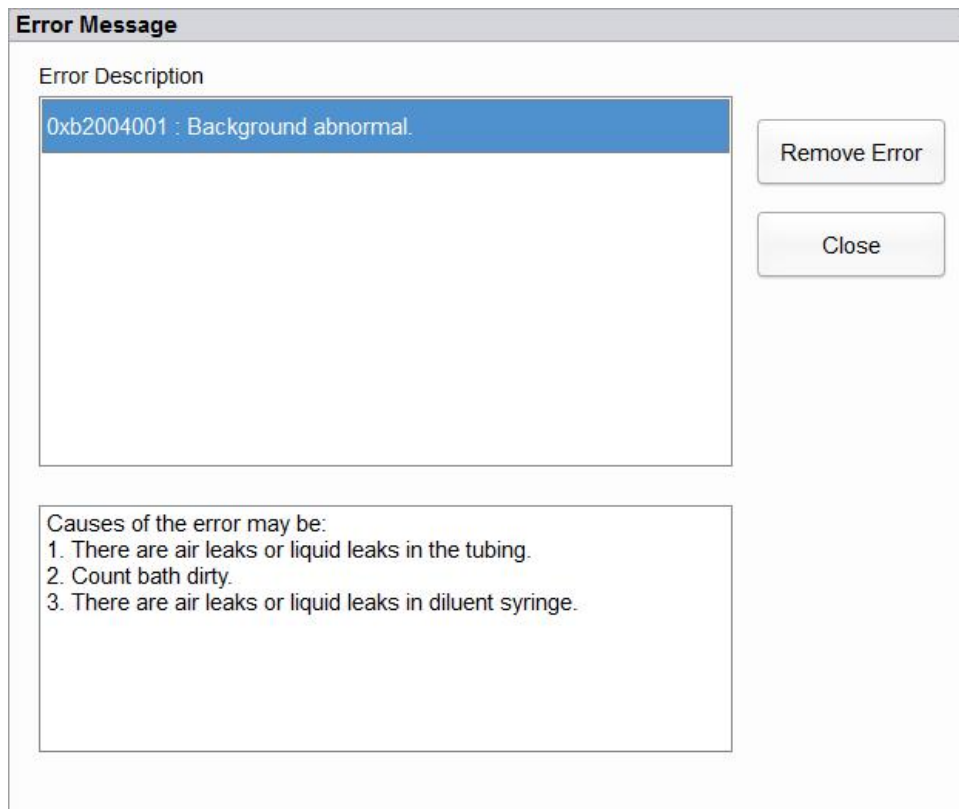 Error Message
Error Description
0xb2004001 : Background abnormal.
Remove Error
Close
Causes of the error may be:
1. There are air leaks or liquid leaks in the tubing.
2. Count bath dirty.
3. There are air leaks or liquid leaks in diluent syringe.